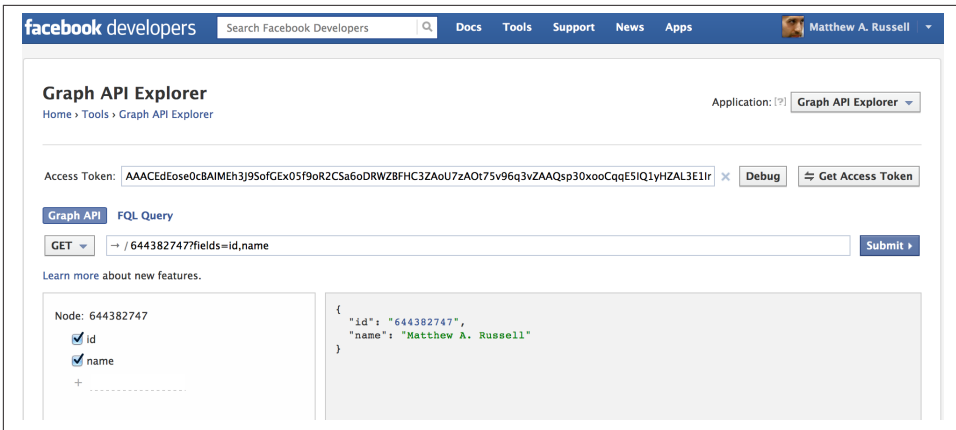 facebook developers Search Facebook Developers Docs Tools Support News Apps Matthew A. Russell
Graph API Explorer
Home › Tools › Graph API Explorer
Application: [?] Graph API Explorer
Access Token: AAACEdEose0cBAIMEh3J9SofGEx05f9oR2CSa6oDRWZBFHC3ZAoU7zAOt75v96q3vZAAQsp30xooCqqE5IQ1yHZAL3E1Ir × Debug ⇋ Get Access Token
Graph API FQL Query
GET → / 644382747?fields=id,name Submit ›
Learn more about new features.
Node: 644382747
id
name
+
{
"id": "644382747",
"name": "Matthew A. Russell"
}